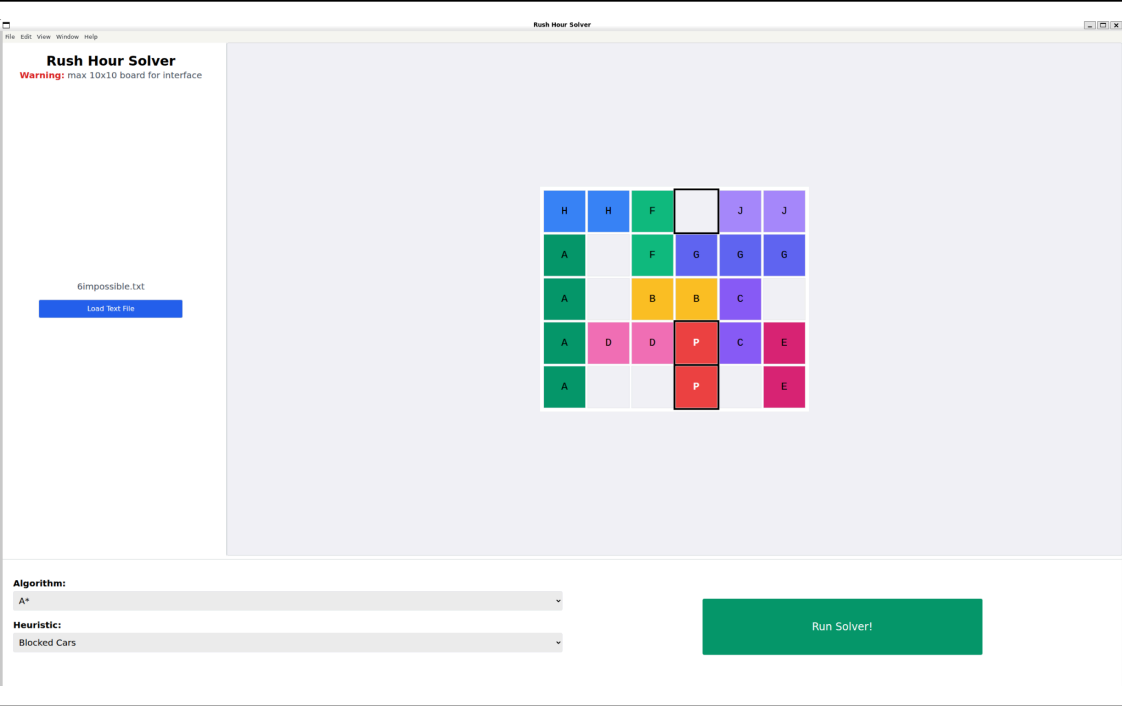 Rush Hour Solver
File Edit View Window Help
Rush Hour Solver
Warning: max 10x10 board for interface
6impossible.txt
Load Text File
H H F J J
A F G G G
A B B C
A D D P C E
A P E
Algorithm:
A*
Heuristic:
Blocked Cars
Run Solver!